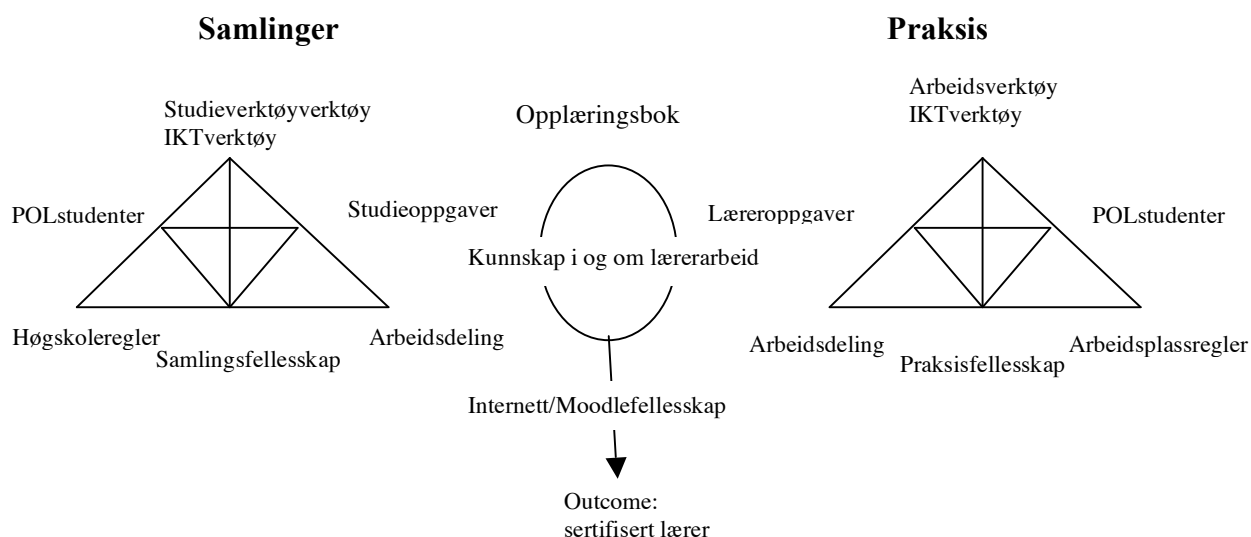 Samlinger
Praksis
Studieverktøyverktøy
IKTverktøy
Opplæringsbok
Arbeidsverktøy
IKTverktøy
POLstudenter
Studieoppgaver
Læreroppgaver
POLstudenter
Kunnskap i og om lærerarbeid
Høgskoleregler
Samlingsfellesskap
Arbeidsdeling
Arbeidsdeling
Praksisfellesskap
Arbeidsplassregler
Internett/Moodlefellesskap
Outcome:
sertifisert lærer